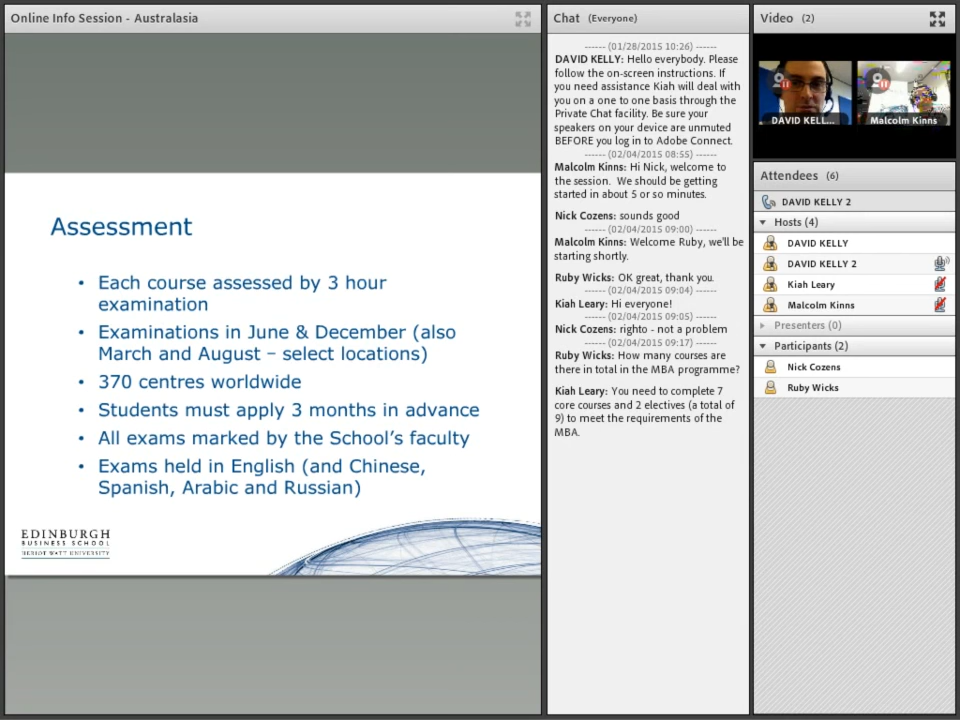 Online Info Session - Australasia
Assessment
• Each course assessed by 3 hour
examination
• Examinations in June & December (also
March and August – select locations)
• 370 centres worldwide
• Students must apply 3 months in advance
• All exams marked by the School's faculty
• Exams held in English (and Chinese,
Spanish, Arabic and Russian)
EDINBURGH
BUSINESS SCHOOL
HERIOT WATT UNIVERSITY
Chat (Everyone)
------ (01/28/2015 10:26) ------
DAVID KELLY: Hello everybody. Please
follow the on-screen instructions. If
you need assistance Kiah will deal with
you on a one to one basis through the
Private Chat facility. Be sure your
speakers on your device are unmuted
BEFORE you log in to Adobe Connect.
------ (02/04/2015 08:55) ------
Malcolm Kinns: Hi Nick, welcome to
the session. We should be getting
started in about 5 or so minutes.
Nick Cozens: sounds good
------ (02/04/2015 09:00) ------
Malcolm Kinns: Welcome Ruby, we'll be
starting shortly.
Ruby Wicks: OK great, thank you.
------ (02/04/2015 09:04) ------
Kiah Leary: Hi everyone!
------ (02/04/2015 09:05) ------
Nick Cozens: righto - not a problem
------ (02/04/2015 09:17) ------
Ruby Wicks: How many courses are
there in total in the MBA programme?
Kiah Leary: You need to complete 7
core courses and 2 electives (a total of
9) to meet the requirements of the
MBA.
Video (2)
DAVID KELL...
Malcolm Kinns
Attendees (6)
DAVID KELLY 2
Hosts (4)
DAVID KELLY
DAVID KELLY 2
Kiah Leary
Malcolm Kinns
Presenters (0)
Participants (2)
Nick Cozens
Ruby Wicks